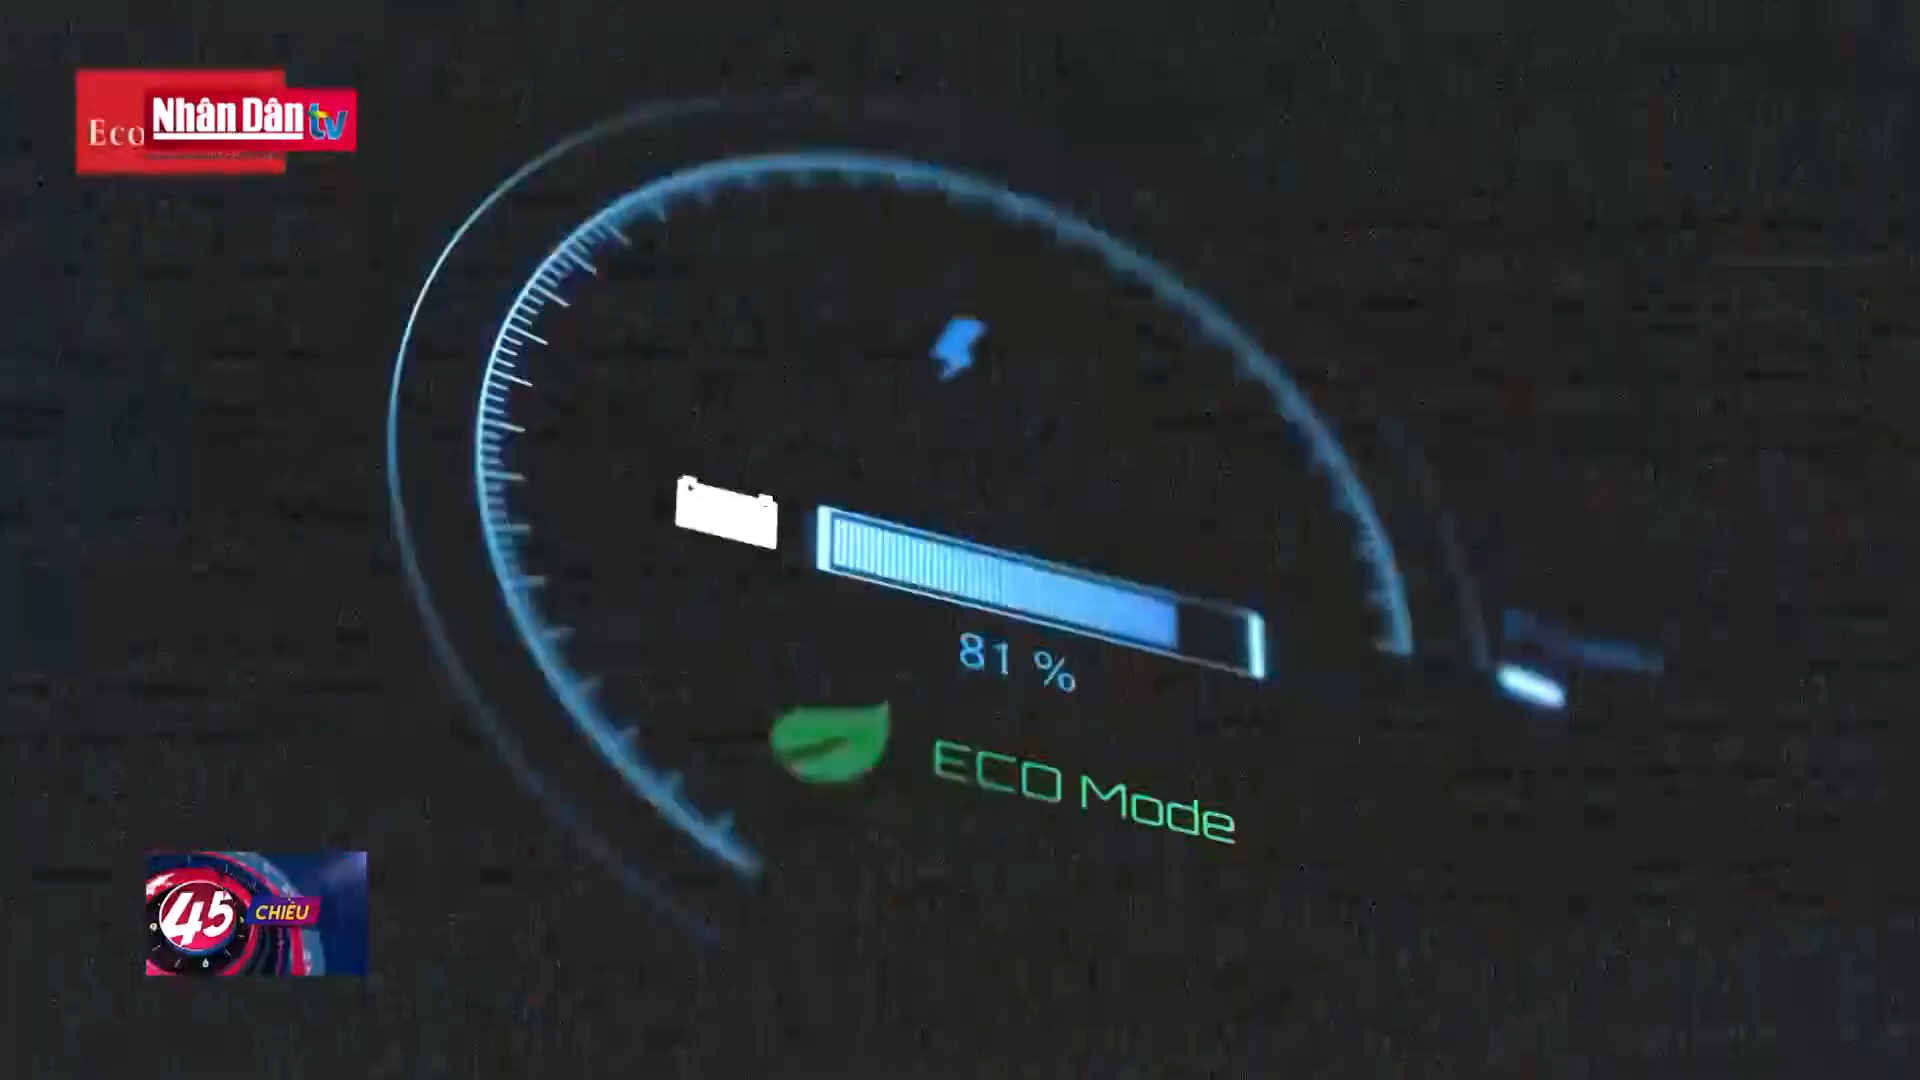 Eco
Nhân Dân tv
81 %
ECO Mode
45
CHIỀU